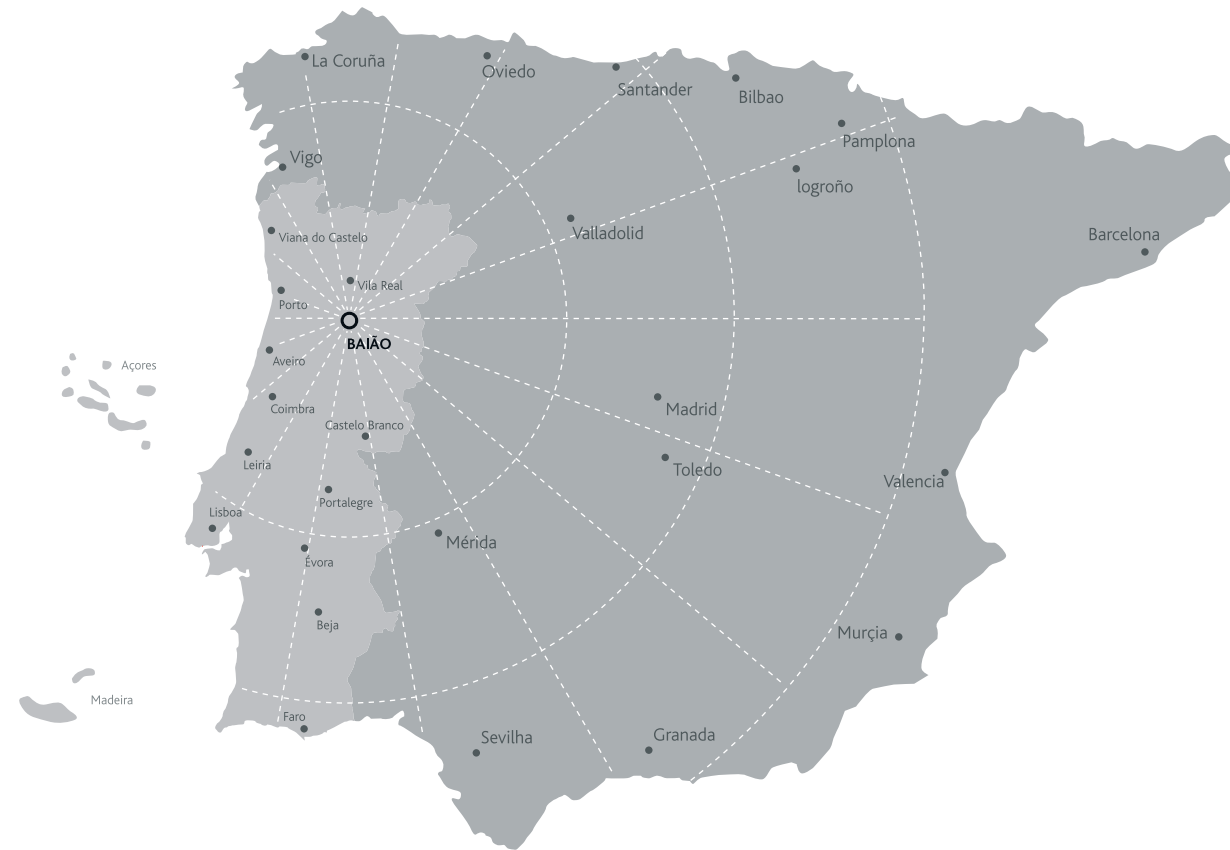 La Coruña
Oviedo
Santander
Bilbao
Pamplona
Vigo
logroño
Valladolid
Viana do Castelo
Barcelona
Vila Real
Porto
BAIÃO
Aveiro
Açores
Coimbra
Madrid
Castelo Branco
Leiria
Toledo
Valencia
Portalegre
Lisboa
Mérida
Évora
Beja
Murçia
Madeira
Faro
Sevilha
Granada